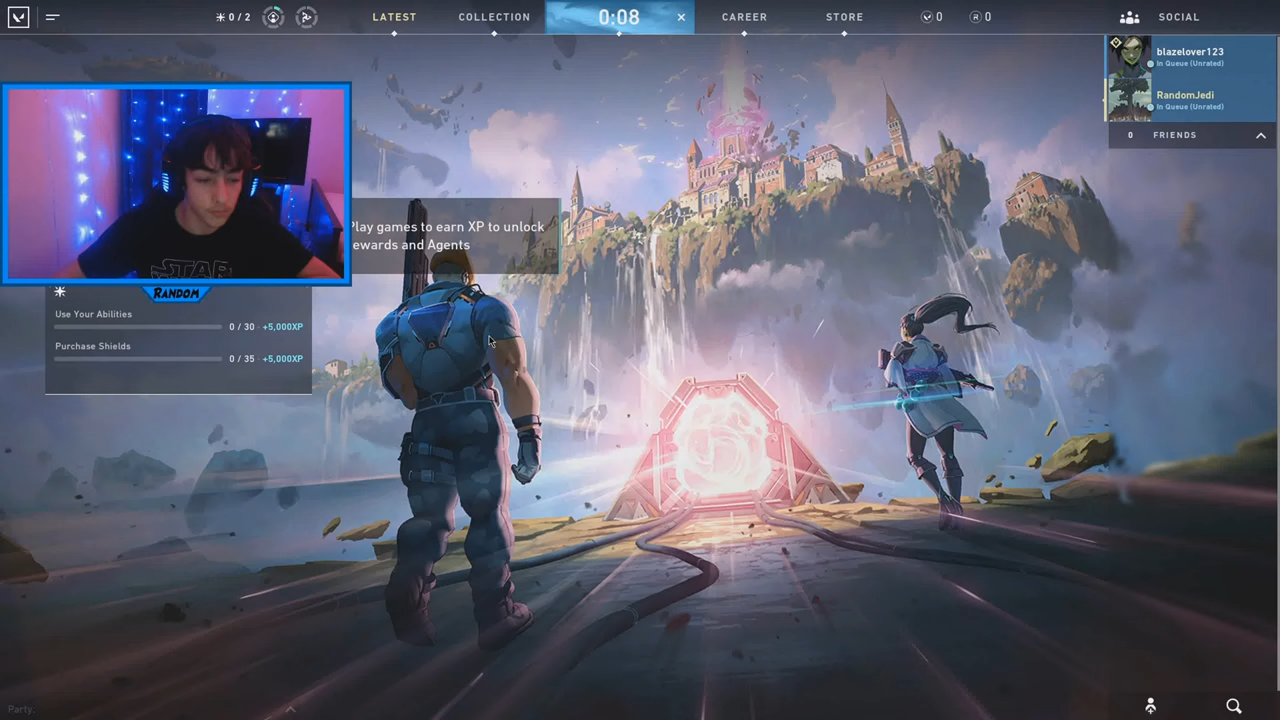 0 / 2
LATEST
COLLECTION
0:08
CAREER
STORE
0
R 0
SOCIAL
blazelover123
In Queue (Unrated)
RandomJedi
In Queue (Unrated)
0 FRIENDS
Play games to earn XP to unlock
ewards and Agents
STAR
RANDOM
Use Your Abilities
0 / 30 +5,000XP
Purchase Shields
0 / 35 +5,000XP
Party.